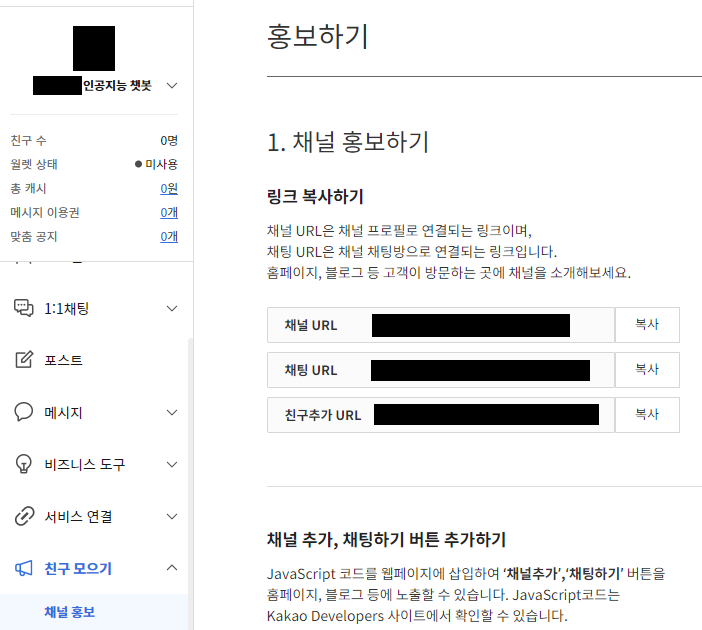 인공지능 챗봇
친구 수 0명
월렛 상태 미사용
총 캐시 0원
메시지 이용권 0개
맞춤 공지 0개
1:1채팅
포스트
메시지
비즈니스 도구
서비스 연결
친구 모으기
채널 홍보
홍보하기
1. 채널 홍보하기
링크 복사하기
채널 URL은 채널 프로필로 연결되는 링크이며,
채팅 URL은 채널 채팅방으로 연결되는 링크입니다.
홈페이지, 블로그 등 고객이 방문하는 곳에 채널을 소개해보세요.
채널 URL 복사
채팅 URL 복사
친구추가 URL 복사
채널 추가, 채팅하기 버튼 추가하기
JavaScript 코드를 웹페이지에 삽입하여 ‘채널추가’,‘채팅하기’ 버튼을
홈페이지, 블로그 등에 노출할 수 있습니다. JavaScript코드는
Kakao Developers 사이트에서 확인할 수 있습니다.